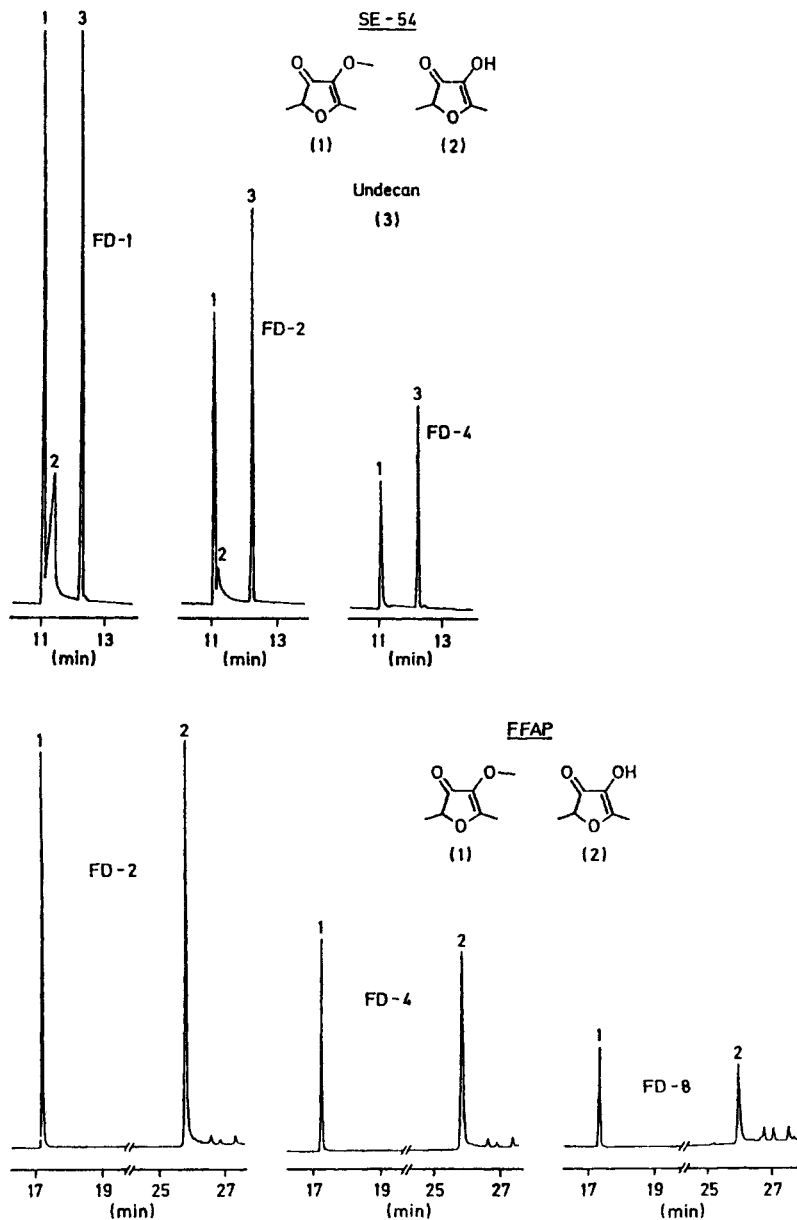 SE-54
1 3
O O
O
(1)
O OH
O
(2)
Undecan
(3)
FD-1
2
3
1
FD-2
2
3
FD-4
1
11 13
(min)
11 13
(min)
11 13
(min)
FFAP
1 2
O O
O
(1)
O OH
O
(2)
FD-2
1 2
FD-4
1 2
FD-8
17 19 25 27
(min)
17 19 25 27
(min)
17 19 25 27
(min)